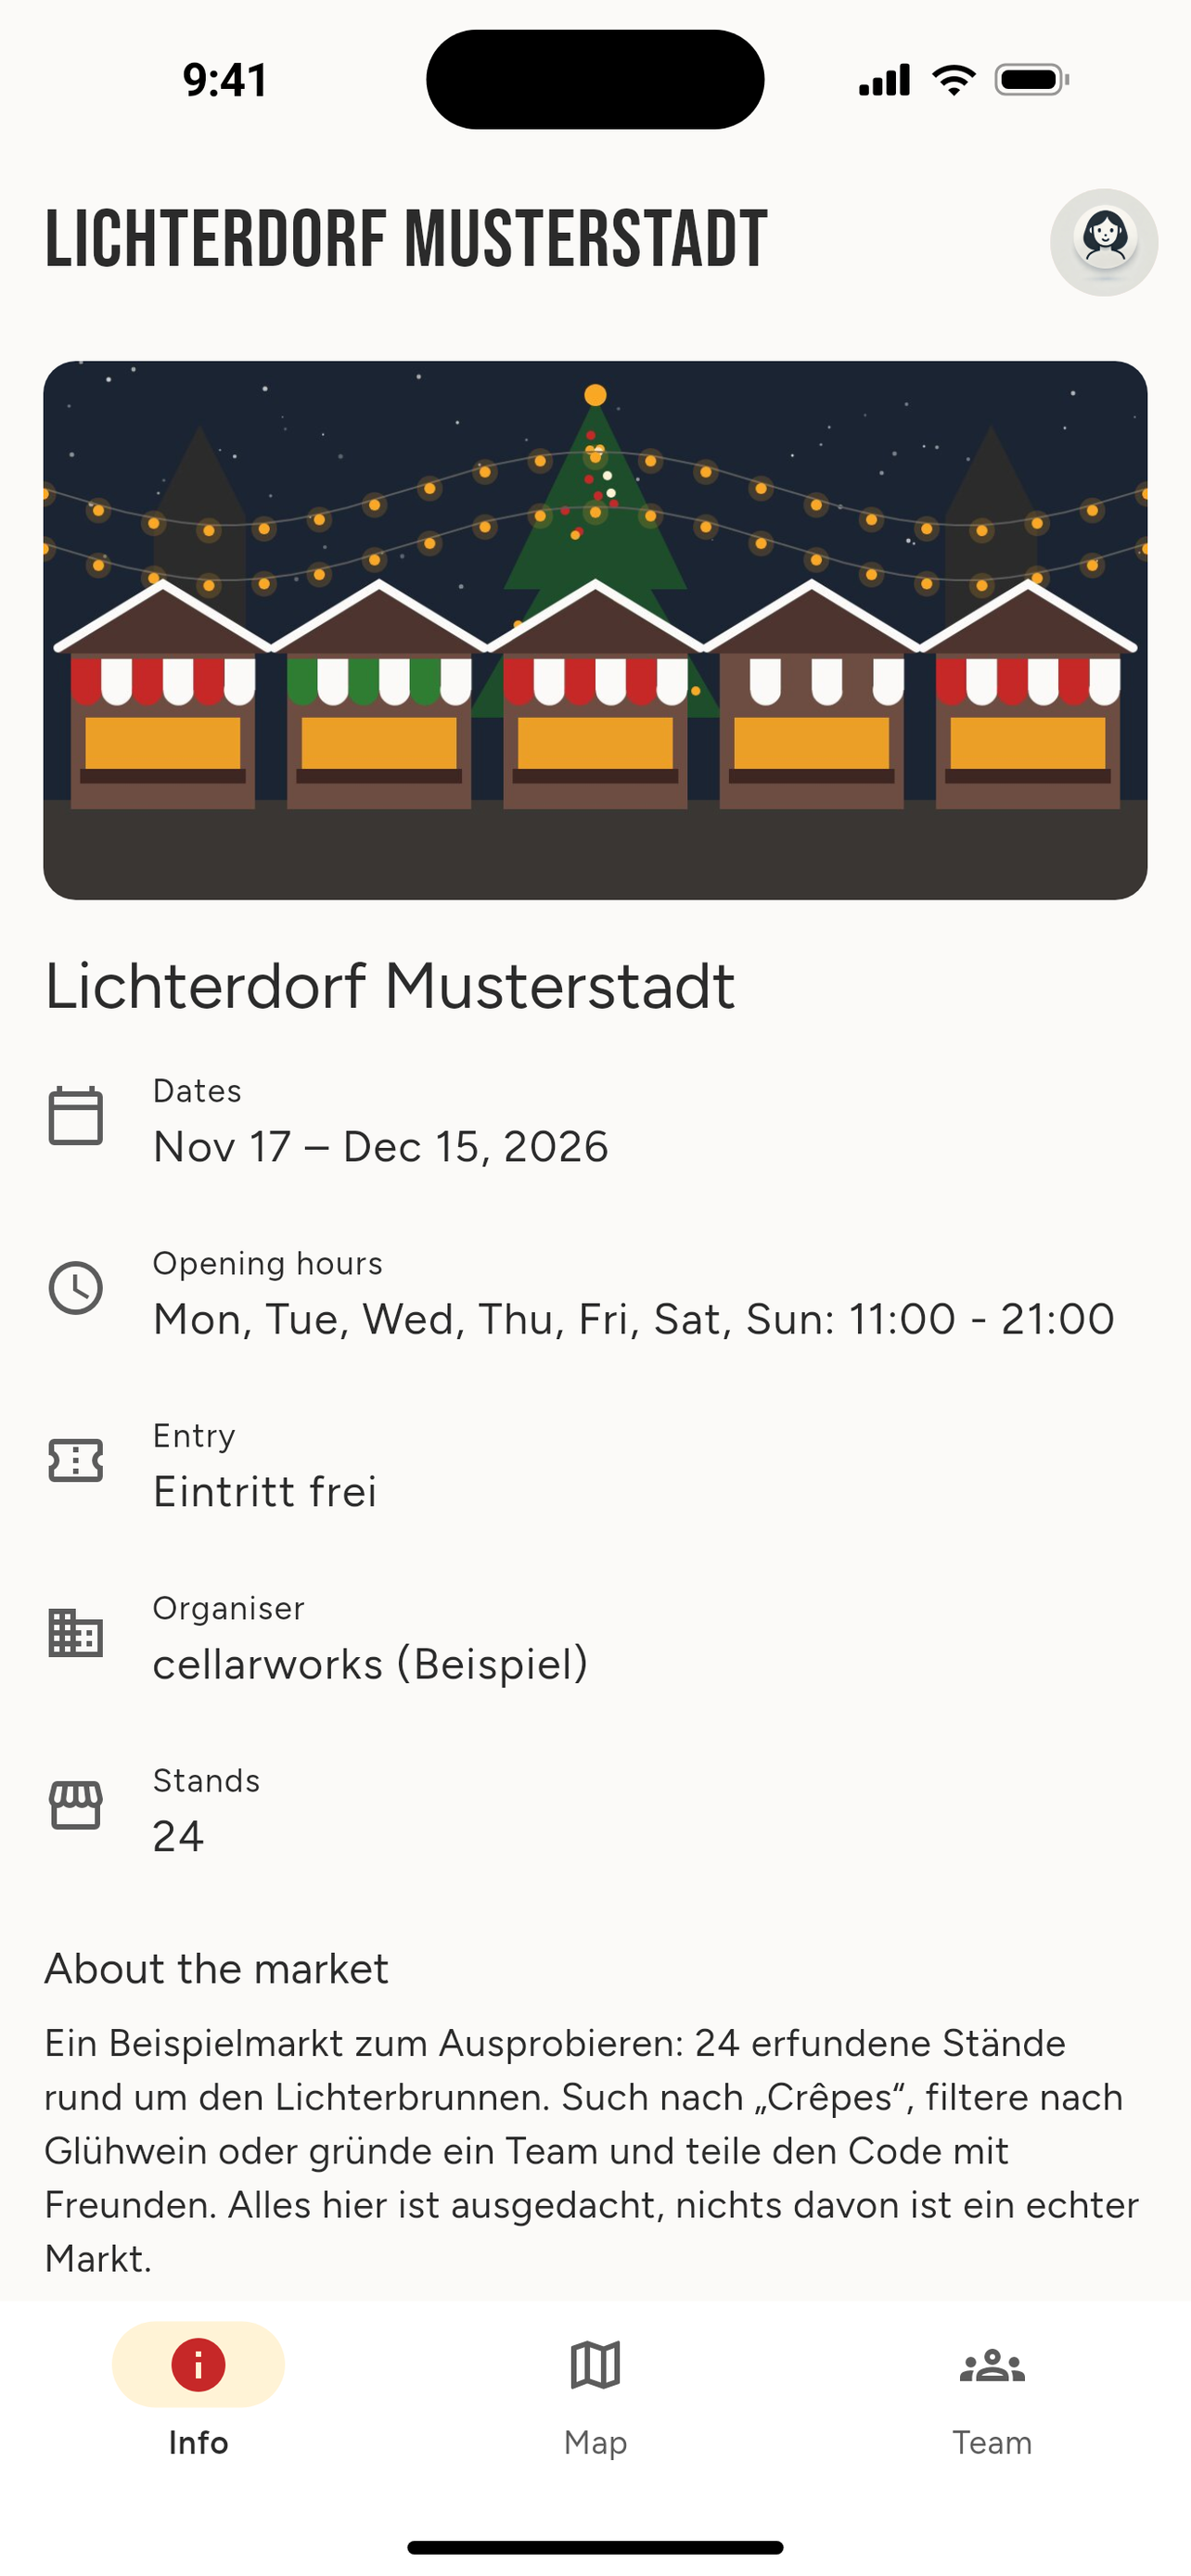 9:41
LICHTERDORF MUSTERSTADT
Lichterdorf Musterstadt
Dates
Nov 17 – Dec 15, 2026
Opening hours
Mon, Tue, Wed, Thu, Fri, Sat, Sun: 11:00 - 21:00
Entry
Eintritt frei
Organiser
cellarworks (Beispiel)
Stands
24
About the market
Ein Beispielmarkt zum Ausprobieren: 24 erfundene Stände
rund um den Lichterbrunnen. Such nach „Crêpes“, filtere nach
Glühwein oder gründe ein Team und teile den Code mit
Freunden. Alles hier ist ausgedacht, nichts davon ist ein echter
Markt.
Info
Map
Team